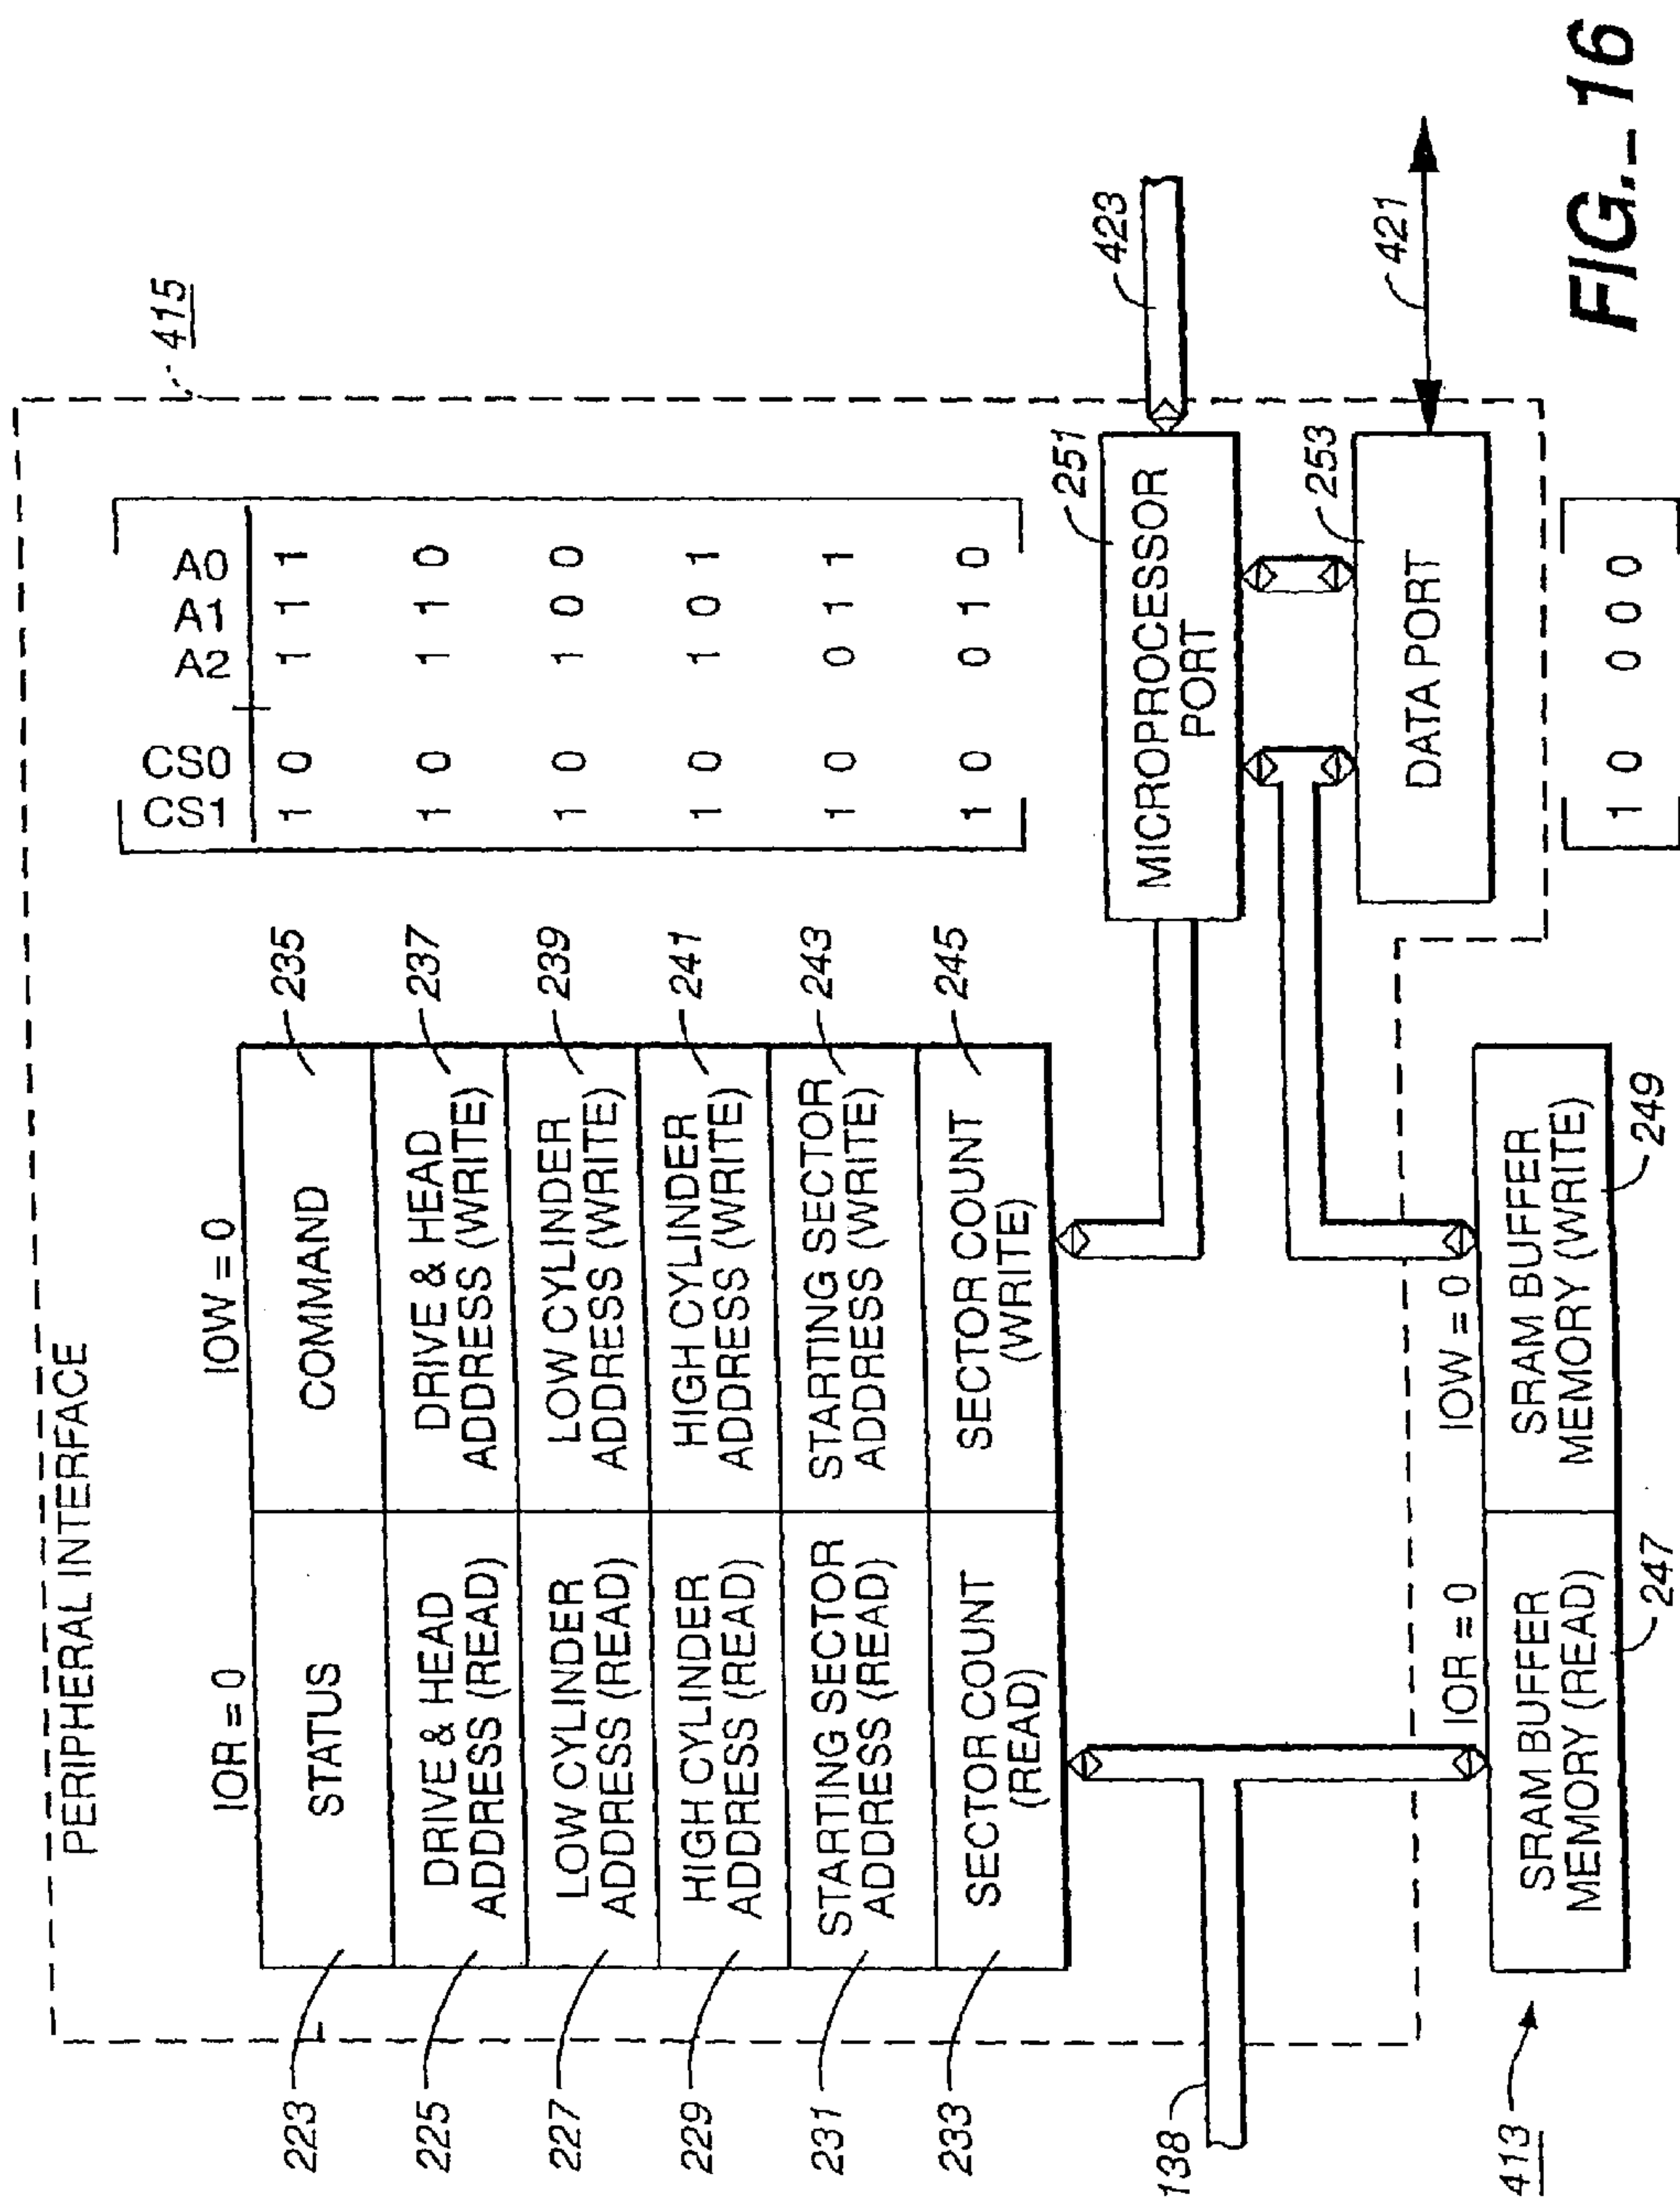 PERIPHERAL INTERFACE
415
IOR = 0
IOW = 0
CS1 CS0 A2 A1 A0
223
STATUS
COMMAND
235
1 0 1 1 1
225
DRIVE & HEAD
ADDRESS (READ)
DRIVE & HEAD
ADDRESS (WRITE)
237
1 0 1 1 0
227
LOW CYLINDER
ADDRESS (READ)
LOW CYLINDER
ADDRESS (WRITE)
239
1 0 1 0 0
229
HIGH CYLINDER
ADDRESS (READ)
HIGH CYLINDER
ADDRESS (WRITE)
241
1 0 1 0 1
231
STARTING SECTOR
ADDRESS (READ)
STARTING SECTOR
ADDRESS (WRITE)
243
1 0 0 1 1
233
SECTOR COUNT
(READ)
SECTOR COUNT
(WRITE)
245
1 0 0 1 0
251
MICROPROCESSOR
PORT
423
138
253
DATA PORT
421
IOR = 0
IOW = 0
413
SRAM BUFFER
MEMORY (READ)
SRAM BUFFER
MEMORY (WRITE)
247
249
1 0 0 0 0
FIG._16